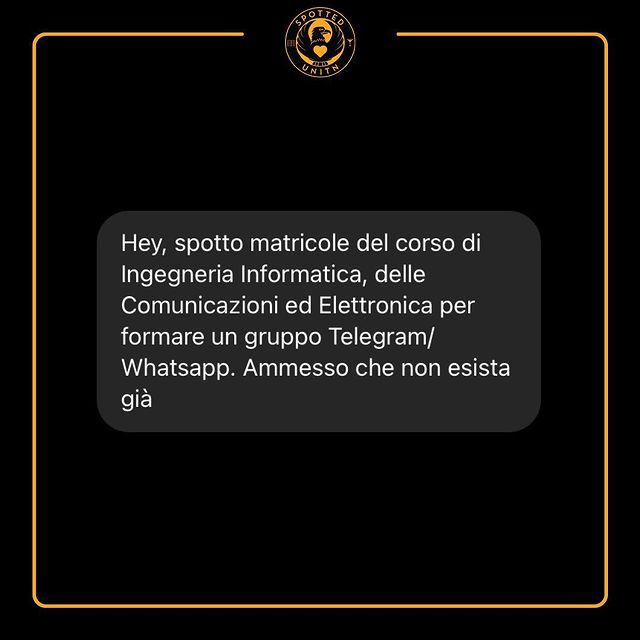 SPOTTED
UNITN
Hey, spotto matricole del corso di
Ingegneria Informatica, delle
Comunicazioni ed Elettronica per
formare un gruppo Telegram/
Whatsapp. Ammesso che non esista
già